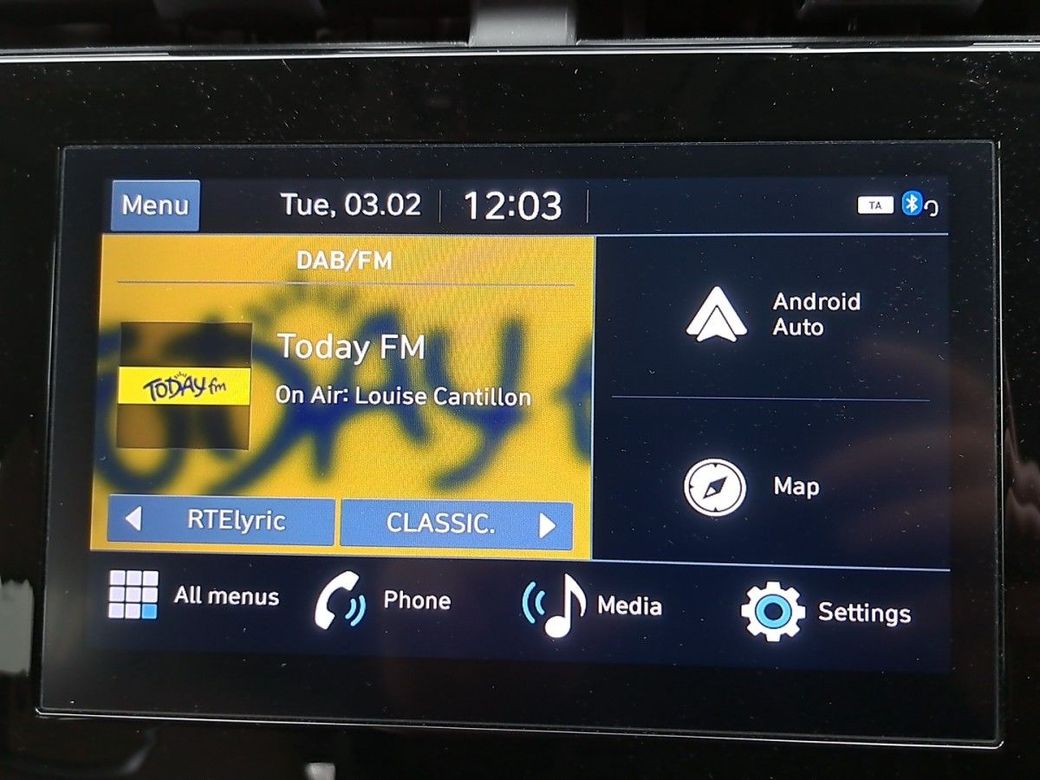 Menu
Tue, 03.02
12:03
TA
DAB/FM
Today FM
TODAY fm
On Air: Louise Cantillon
RTElyric
CLASSIC.
Android
Auto
Map
All menus
Phone
Media
Settings